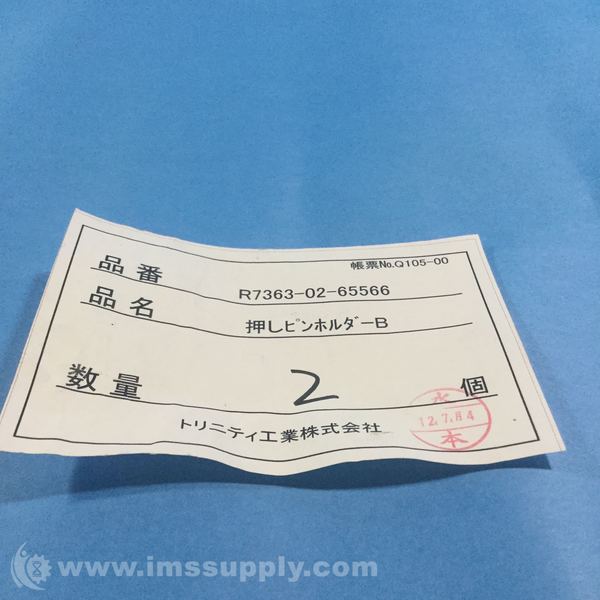 帳票No.Q105-00
品番 R7363-02-65566
品名 押しﾋﾟﾝﾎﾙﾀﾞｰB
数量 2 個
トリニティ工業株式会社
12.7.
本
www.imssupply.com